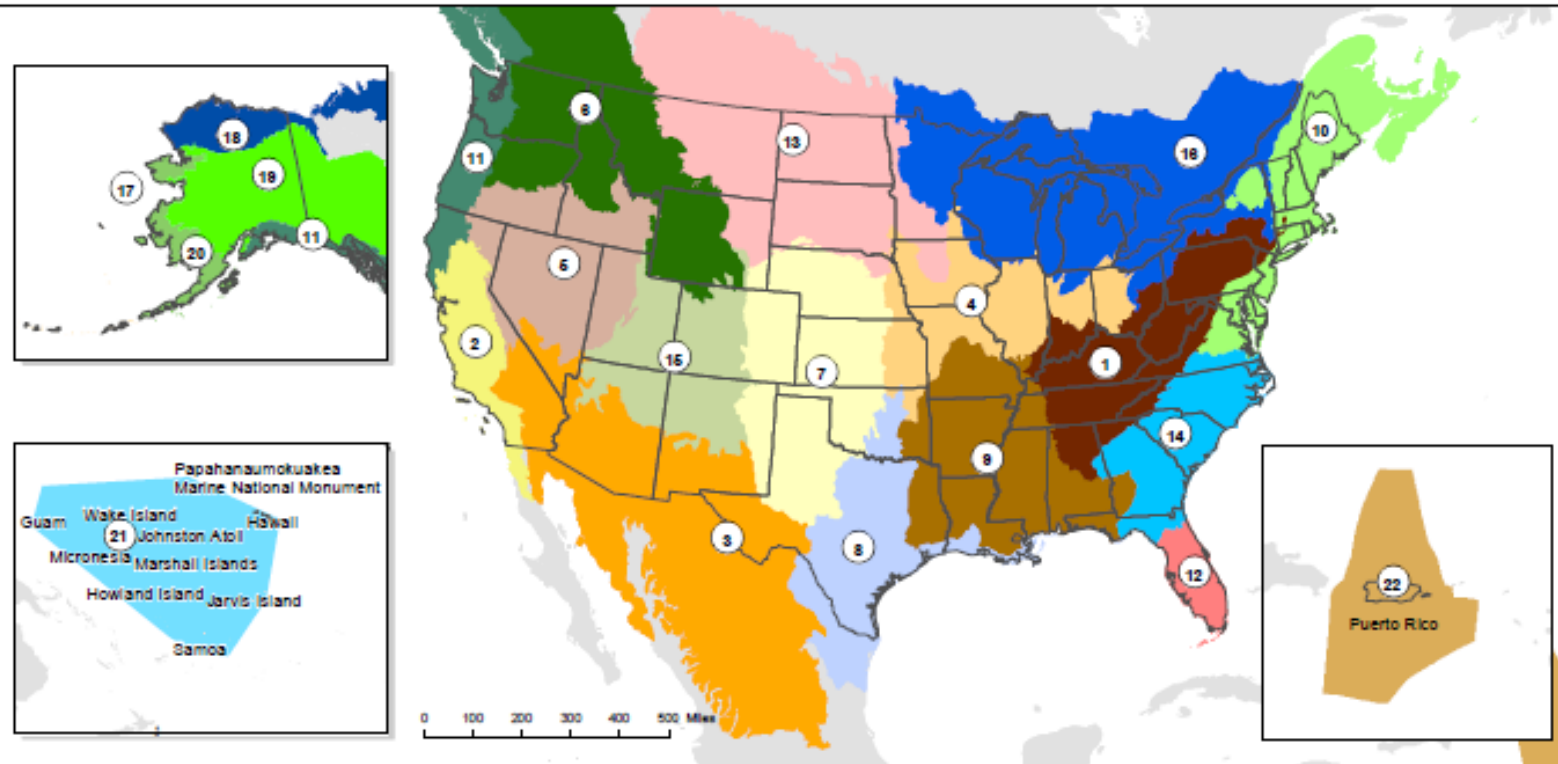 18
17
19
11
20
Papahanaumokuakea
Marine National Monument
Guam
Wake Island
Hawaii
21
Johnston Atoll
Micronesia
Marshall Islands
Howland Island
Jarvis Island
Samoa
6
13
16
10
11
5
4
2
15
7
1
14
9
3
8
12
0 100 200 300 400 500 Miles
22
Puerto Rico